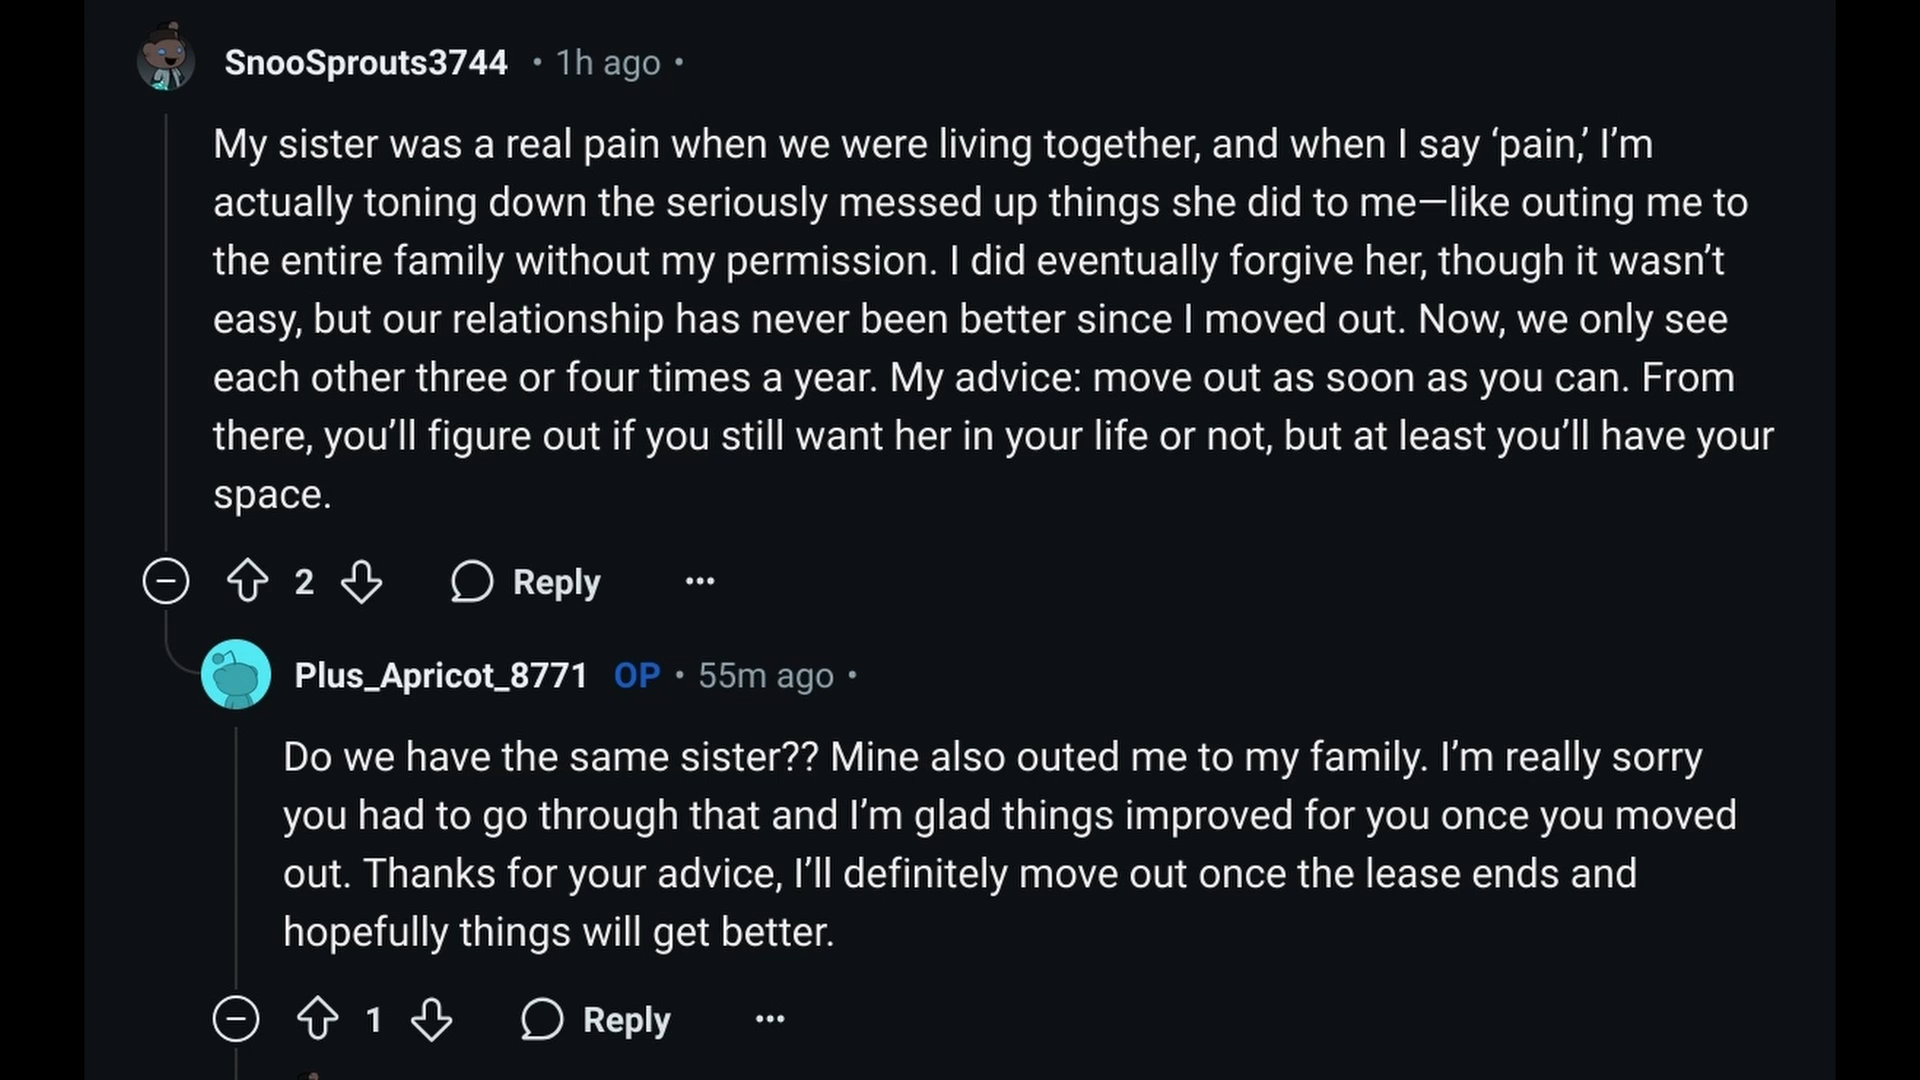 SnooSprouts3744 • 1h ago •
My sister was a real pain when we were living together, and when I say ‘pain,’ I’m
actually toning down the seriously messed up things she did to me—like outing me to
the entire family without my permission. I did eventually forgive her, though it wasn’t
easy, but our relationship has never been better since I moved out. Now, we only see
each other three or four times a year. My advice: move out as soon as you can. From
there, you’ll figure out if you still want her in your life or not, but at least you’ll have your
space.
2 Reply ...
Plus_Apricot_8771 OP • 55m ago •
Do we have the same sister?? Mine also outed me to my family. I’m really sorry
you had to go through that and I’m glad things improved for you once you moved
out. Thanks for your advice, I’ll definitely move out once the lease ends and
hopefully things will get better.
1 Reply ...